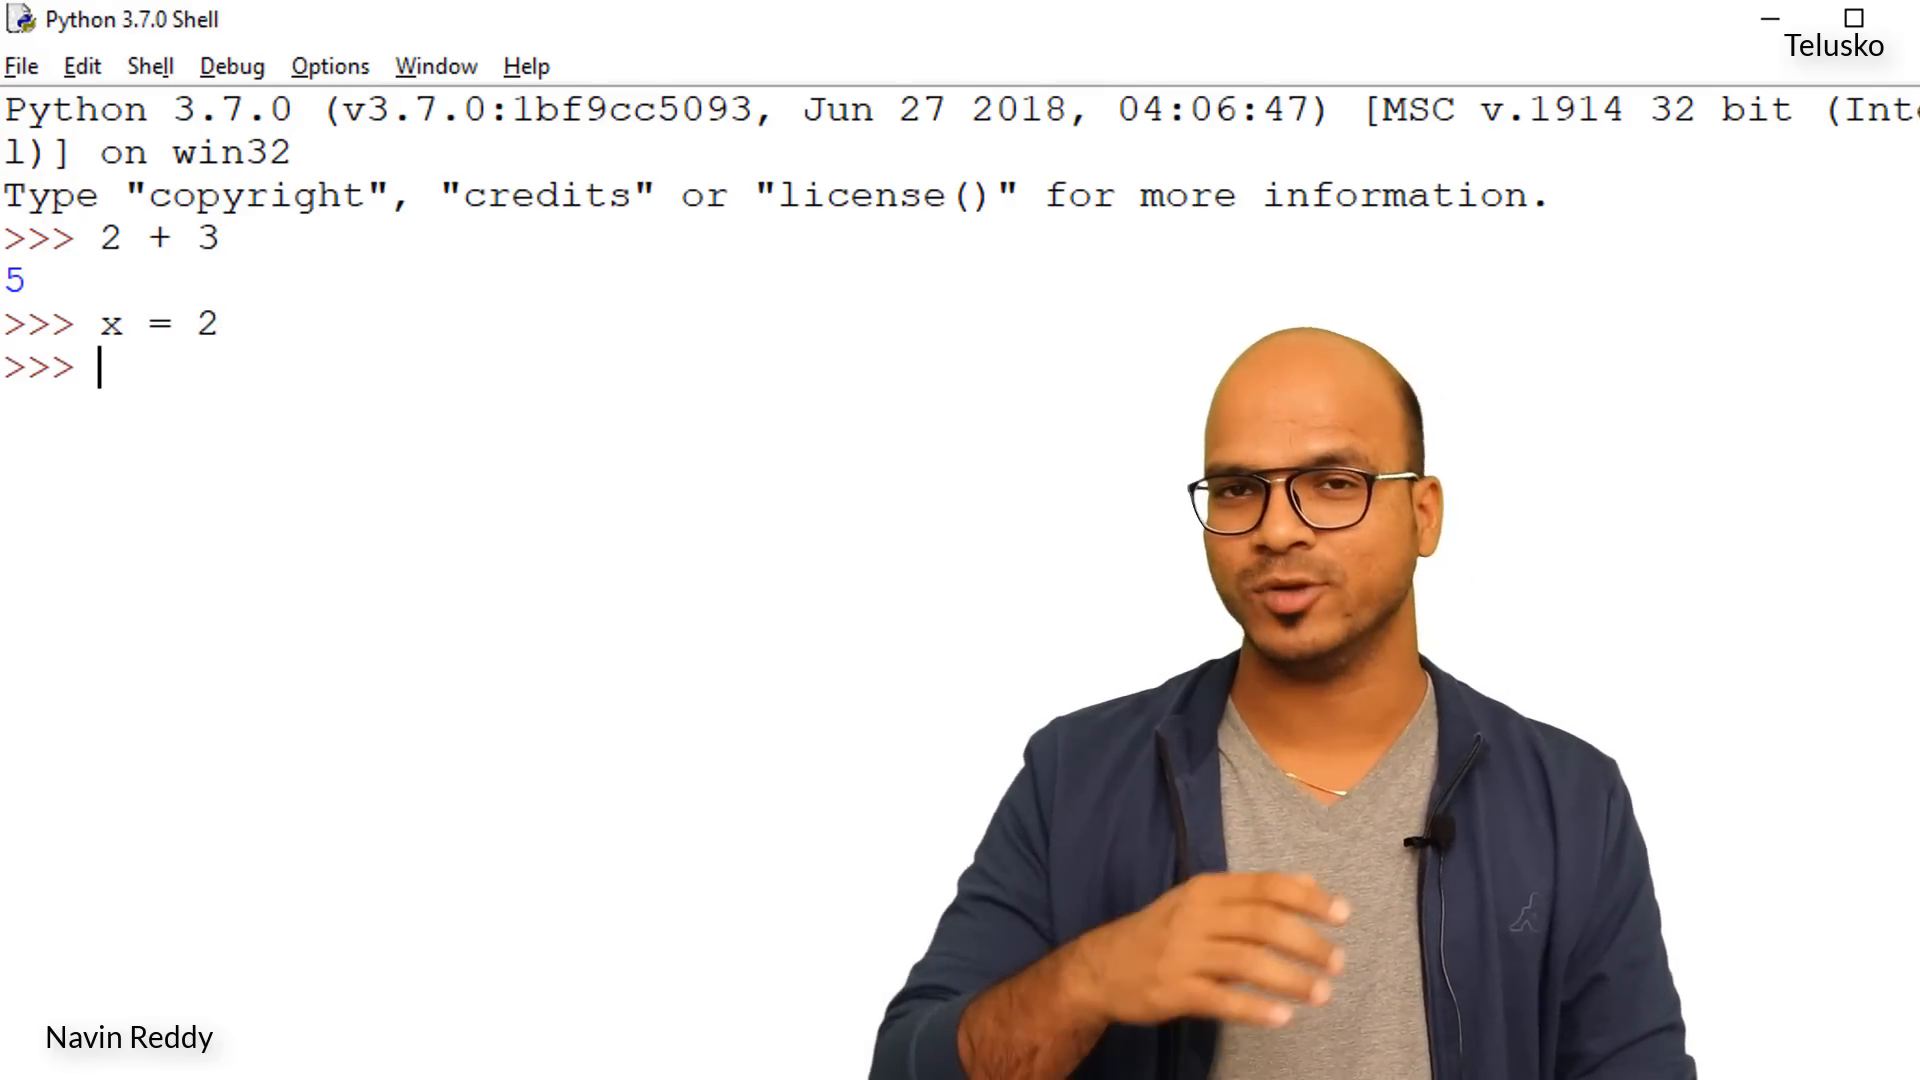 Python 3.7.0 Shell
Telusko
File Edit Shell Debug Options Window Help
Python 3.7.0 (v3.7.0:1bf9cc5093, Jun 27 2018, 04:06:47) [MSC v.1914 32 bit (Inte
l)] on win32
Type "copyright", "credits" or "license()" for more information.
>>> 2 + 3
5
>>> x = 2
>>>
Navin Reddy